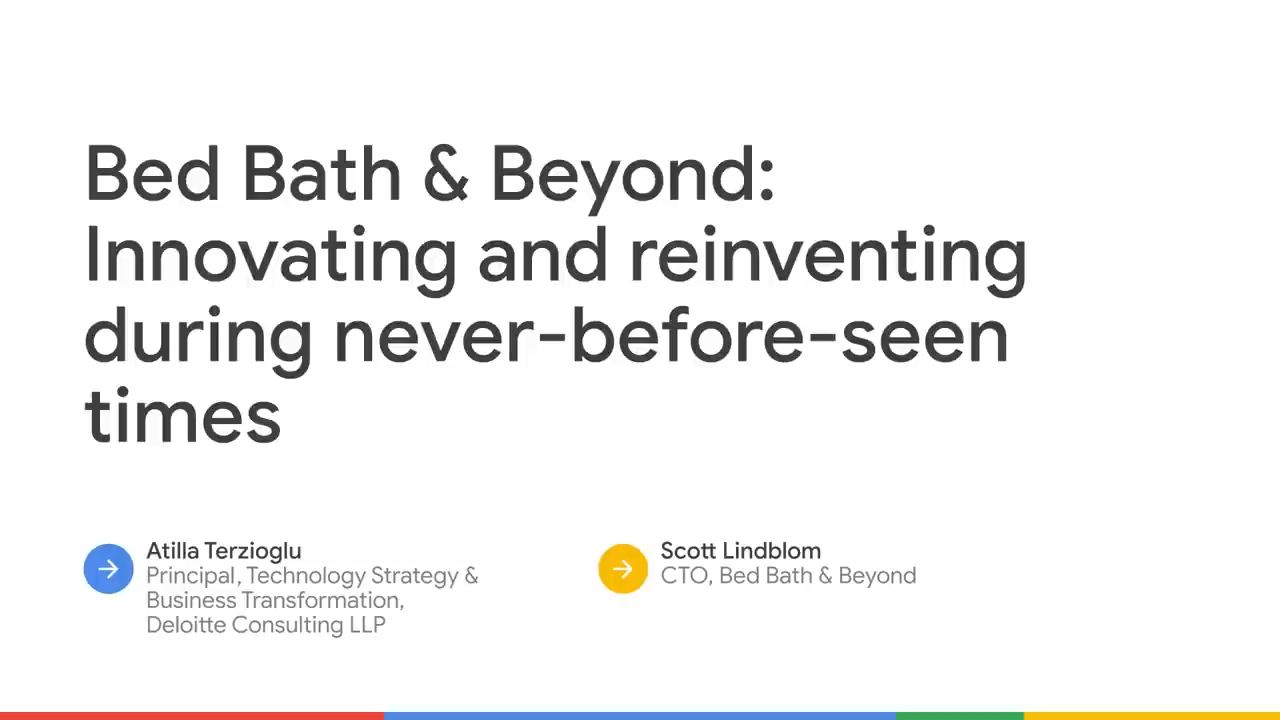 Bed Bath & Beyond:
Innovating and reinventing
during never-before-seen
times
Atilla Terzioglu
Principal, Technology Strategy &
Business Transformation,
Deloitte Consulting LLP
Scott Lindblom
CTO, Bed Bath & Beyond